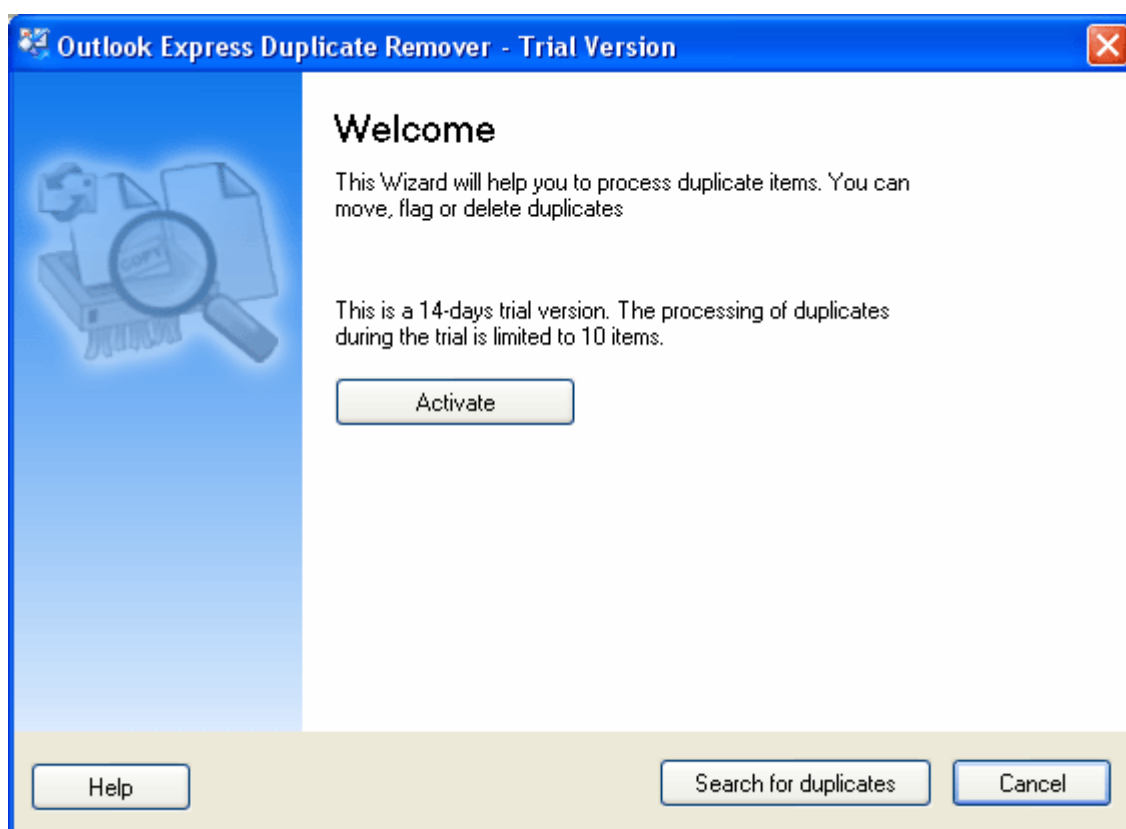 Outlook Express Duplicate Remover - Trial Version
Welcome
This Wizard will help you to process duplicate items. You can
move, flag or delete duplicates
COPY
This is a 14-days trial version. The processing of duplicates
during the trial is limited to 10 items.
Activate
Help
Search for duplicates
Cancel